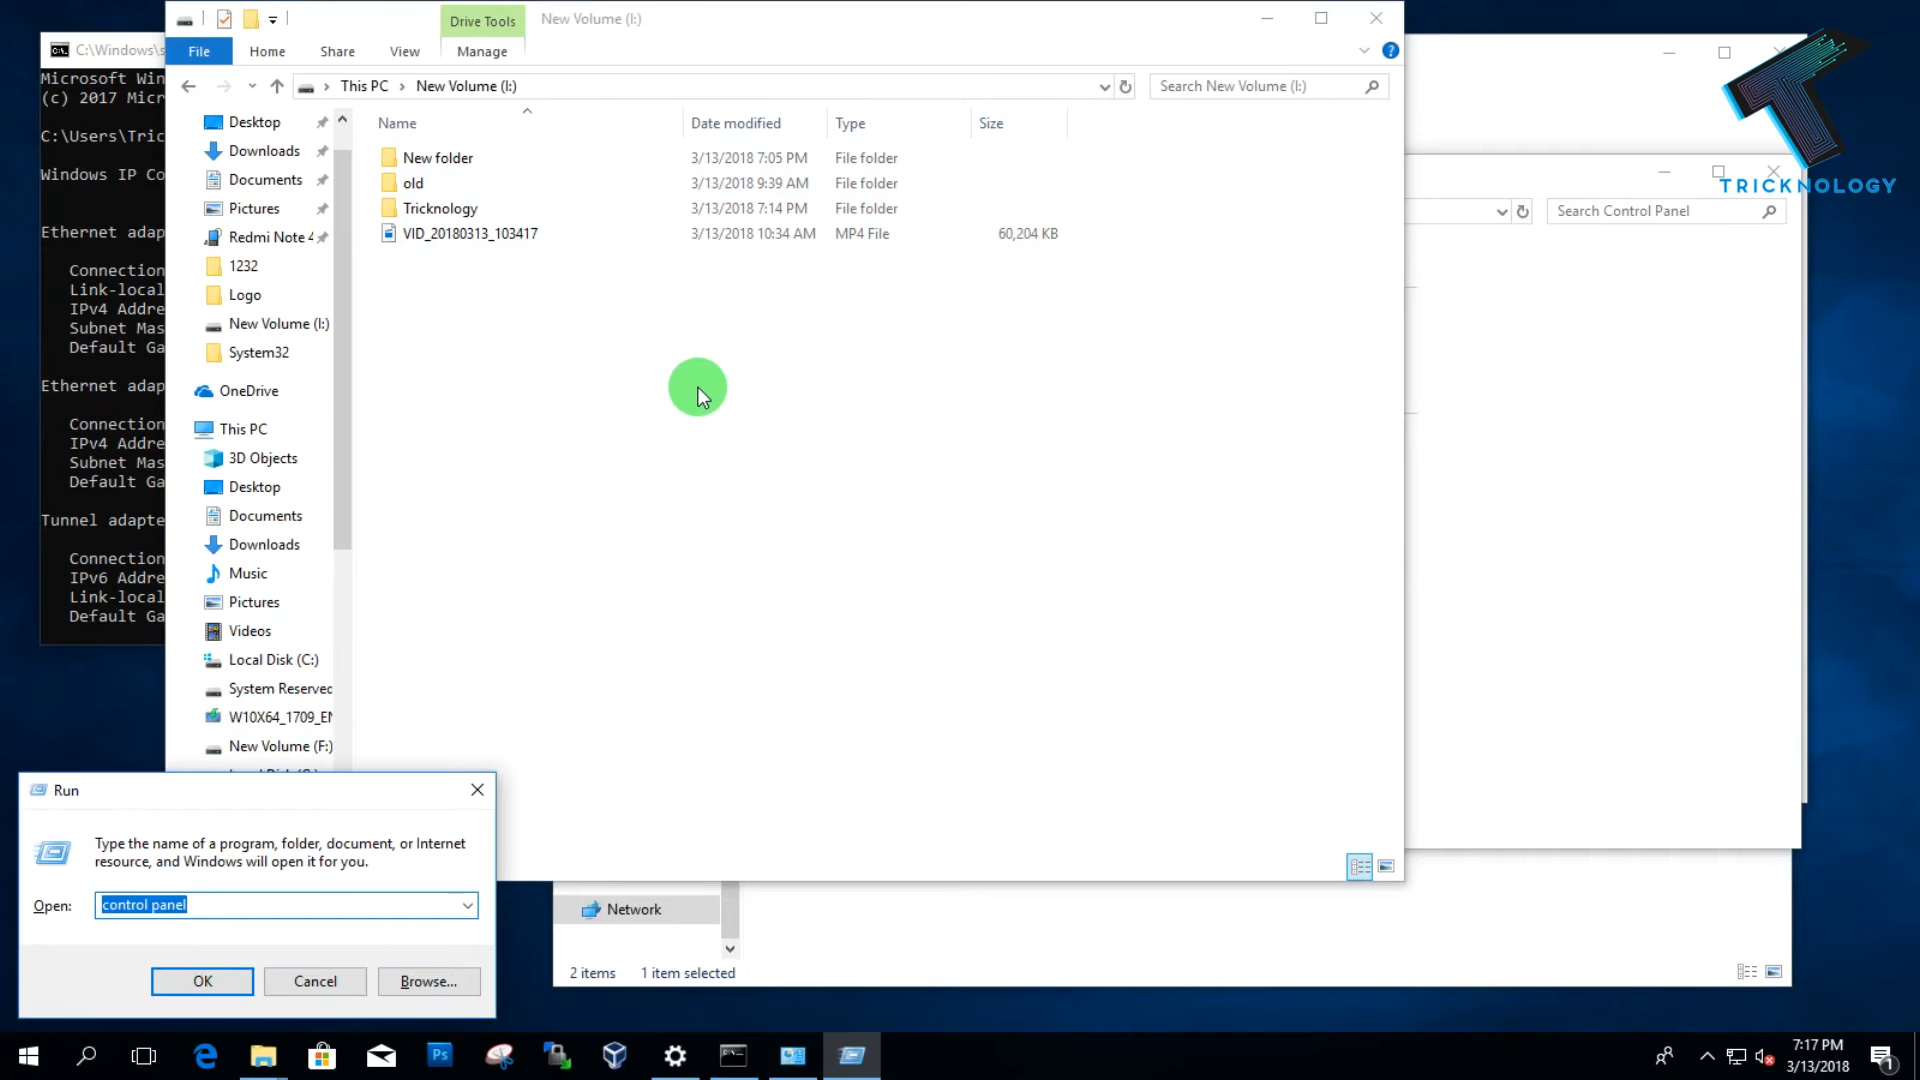 Drive Tools
New Volume (I:)
File
Home
Share
View
Manage
This PC
New Volume (I:)
Search New Volume (I:)
Name
Date modified
Type
Size
New folder
3/13/2018 7:05 PM
File folder
old
3/13/2018 9:39 AM
File folder
Tricknology
3/13/2018 7:14 PM
File folder
VID_20180313_103417
3/13/2018 10:34 AM
MP4 File
60,204 KB
Desktop
Downloads
Documents
Pictures
Redmi Note 4
1232
Logo
New Volume (I:)
System32
OneDrive
This PC
3D Objects
Desktop
Documents
Downloads
Music
Pictures
Videos
Local Disk (C:)
System Reserved
W10X64_1709_EN
New Volume (F:)
C:\Windows\s
Microsoft Win
(c) 2017 Micr
C:\Users\Tric
Windows IP Co
Ethernet adap
Connection
Link-local
IPv4 Addre
Subnet Mas
Default Ga
Ethernet adap
Connection
IPv4 Addre
Subnet Mas
Default Ga
Tunnel adapte
Connection
IPv6 Addre
Link-local
Default Ga
TRICKNOLOGY
Search Control Panel
Run
Type the name of a program, folder, document, or Internet
resource, and Windows will open it for you.
Open:
control panel
OK
Cancel
Browse...
Network
2 items
1 item selected
Ps
7:17 PM
3/13/2018
1